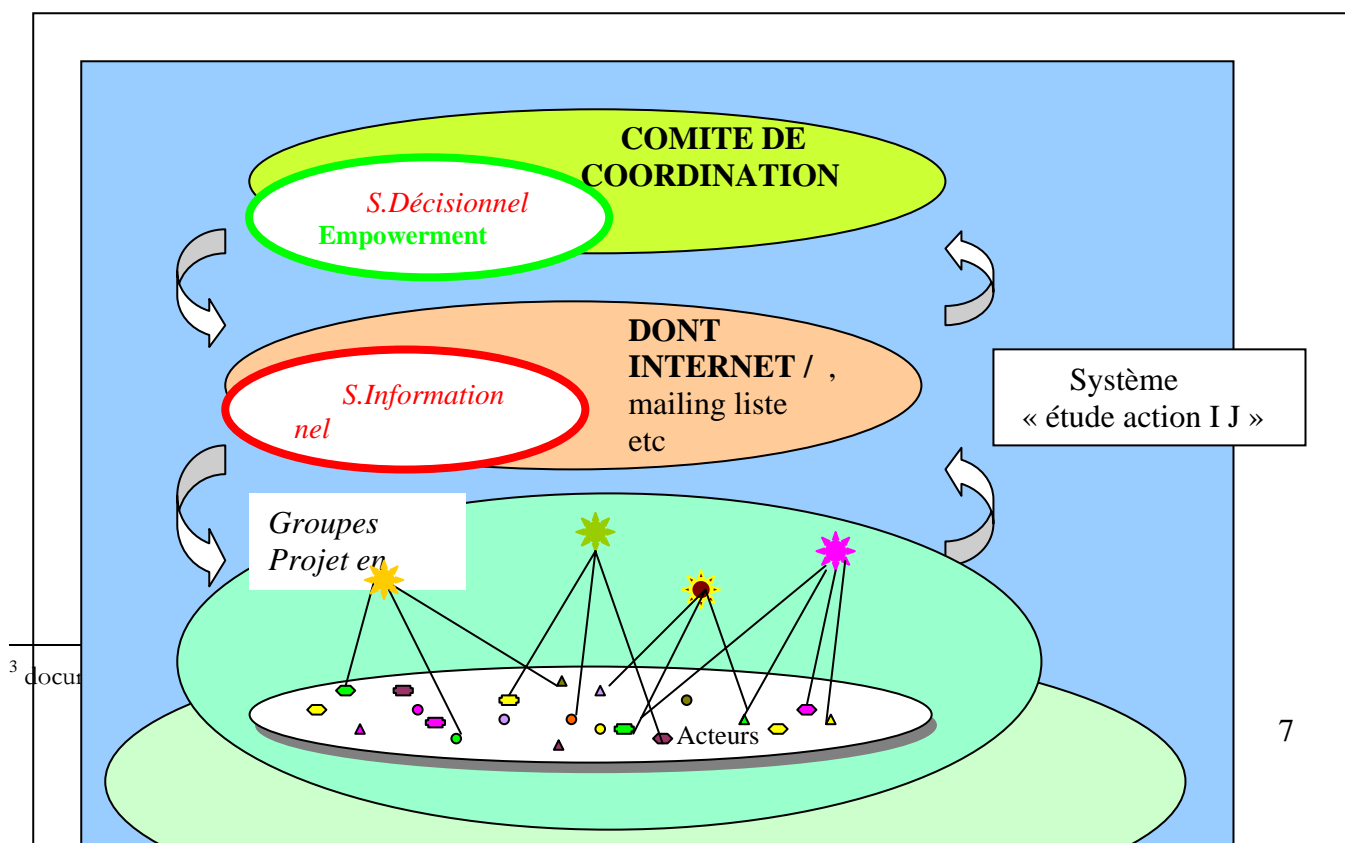 COMITE DE
COORDINATION
S.Décisionnel
Empowerment
DONT
INTERNET / ,
mailing liste
etc
S.Information
nel
Système
« étude action I J »
Groupes
Projet en
3
Acteurs
7